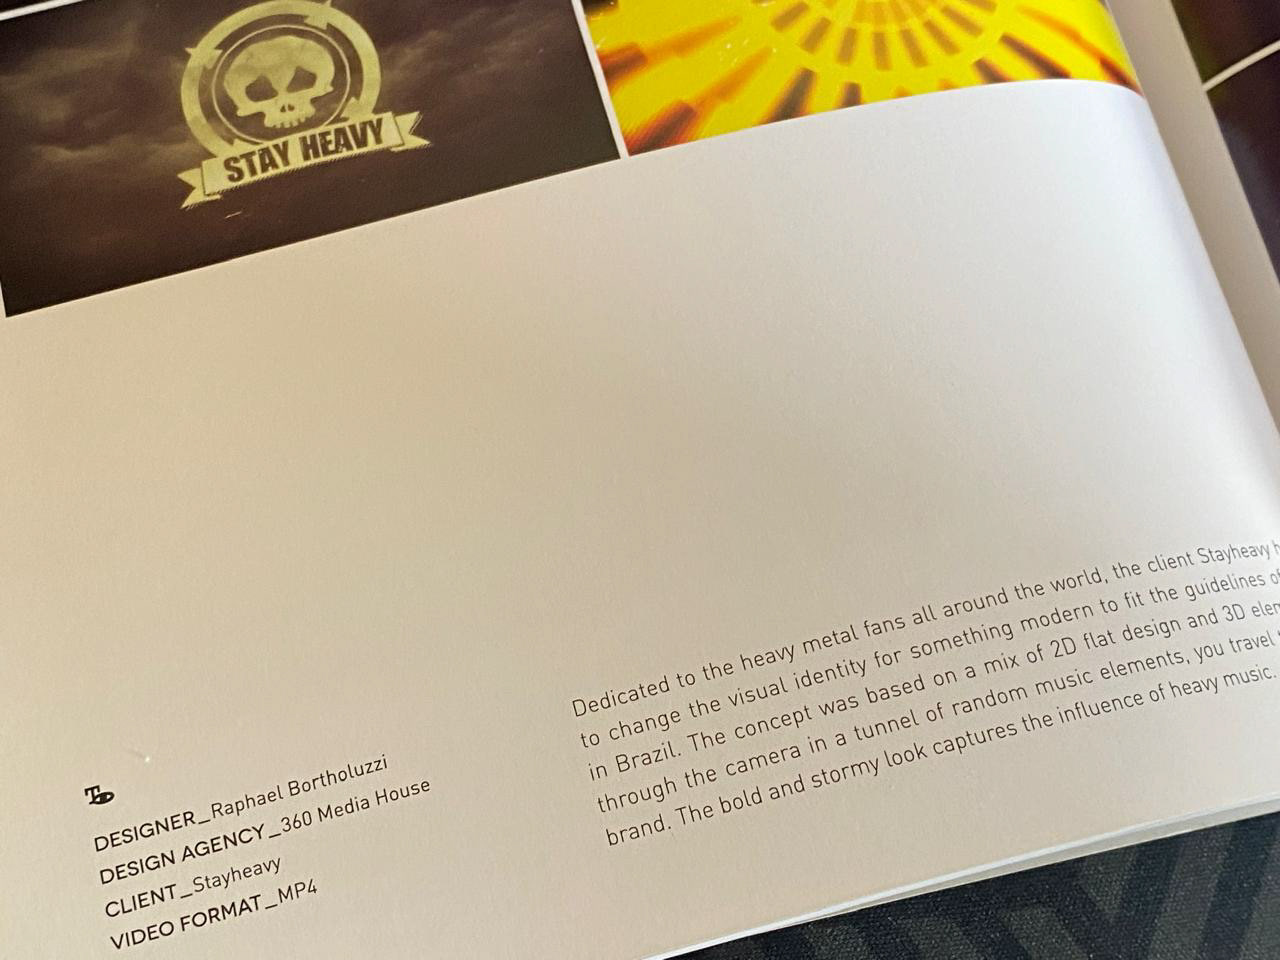 STAY HEAVY
DESIGNER_Raphael Bortholuzzi
DESIGN AGENCY_360 Media House
CLIENT_Stayheavy
VIDEO FORMAT_MP4
Dedicated to the heavy metal fans all around the world, the client Stayheavy
to change the visual identity for something modern to fit the guidelines of
in Brazil. The concept was based on a mix of 2D flat design and 3D
through the camera in a tunnel of random music elements, you travel
brand. The bold and stormy look captures the influence of heavy music.